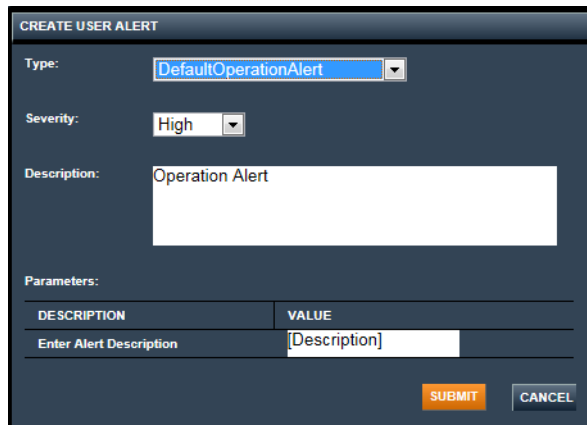 CREATE USER ALERT
Type: DefaultOperationAlert
Severity: High
Description: Operation Alert
Parameters:
DESCRIPTION VALUE
Enter Alert Description [Description]
SUBMIT CANCEL